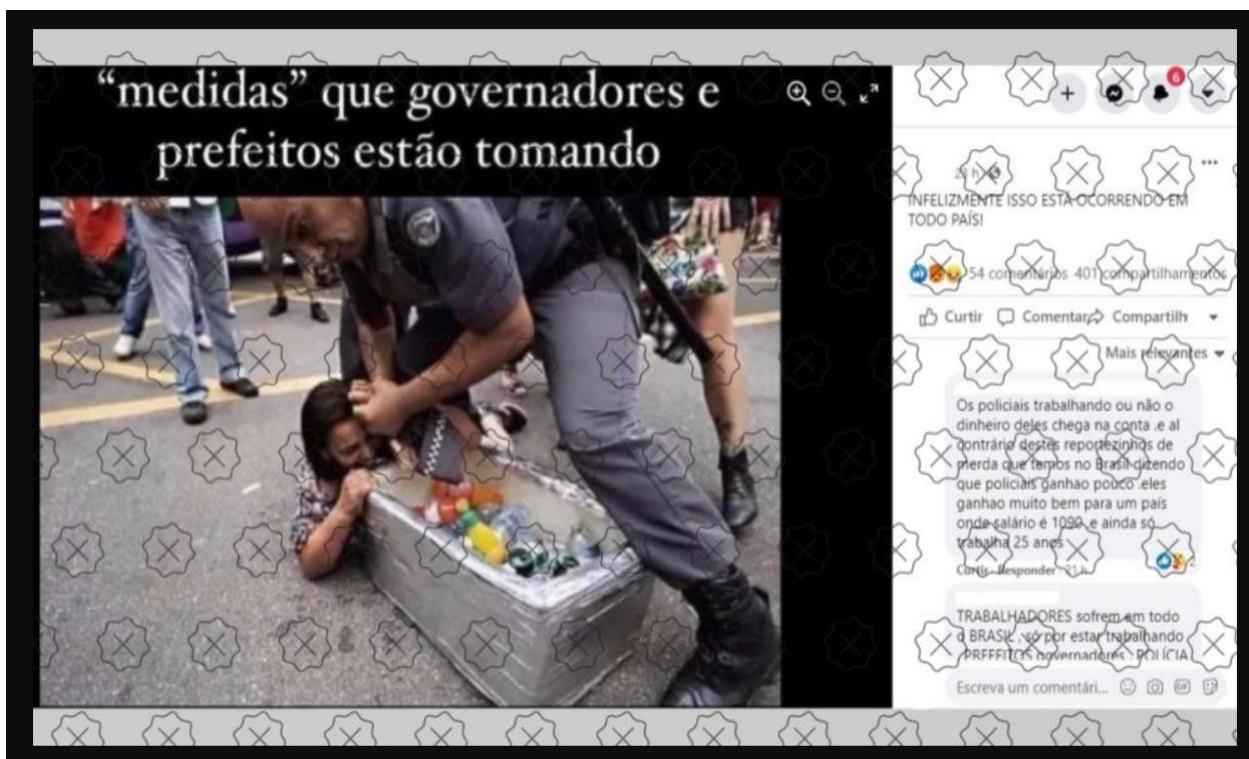 “medidas” que governadores e
prefeitos estão tomando
6
INFELIZMENTE ISSO ESTÁ OCORRENDO EM
TODO PAÍS!
54 comentários 401 compartilhamentos
Curtir Comentar Compartilh
Mais relevantes
Os policiais trabalhando ou não o
dinheiro deles chega na conta .e al
contrário destes reportezinhos de
merda que temos no Brasil dizendo
que policiais ganhao pouco .eles
ganhao muito bem para um país
onde salário é 1090 .e ainda só
trabalha 25 anos
Curtir · Responder · 21 h
2
TRABALHADORES sofrem em todo
o BRASIL , só por estar trabalhando
PREFEITOS governadores , POLÍCIA
Escreva um comentári...